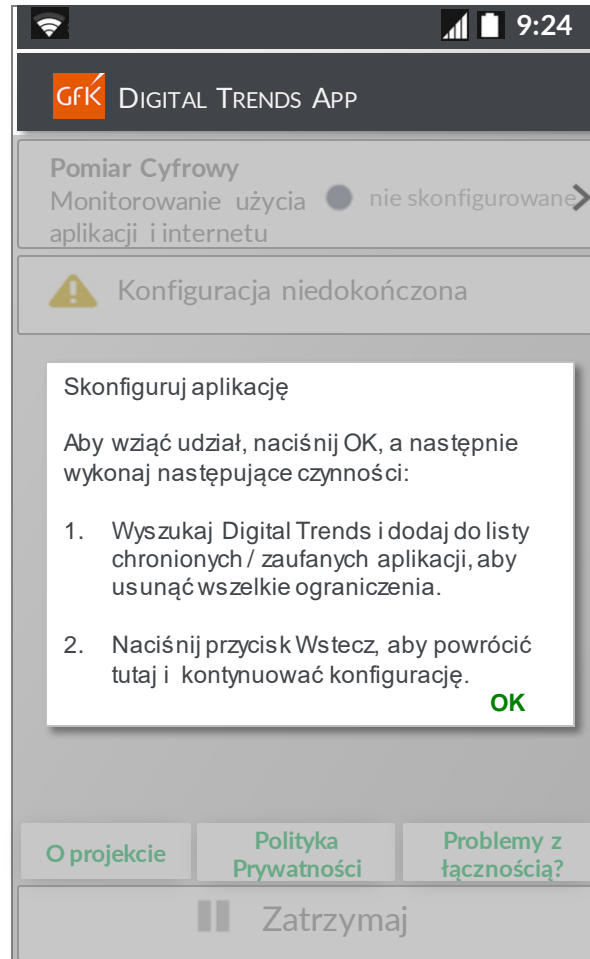 9:24
GFK DIGITAL TRENDS APP
Pomiar Cyfrowy
Monitorowanie użycia
aplikacji i internetu
nie skonfigurowane
Konfiguracja niedokończona
Skonfiguruj aplikację
Aby wziąć udział, naciśnij OK, a następnie
wykonaj następujące czynności:
1. Wyszukaj Digital Trends i dodaj do listy
chronionych / zaufanych aplikacji, aby
usunąć wszelkie ograniczenia.
2. Naciśnij przycisk Wstecz, aby powrócić
tutaj i kontynuować konfigurację.
OK
O projekcie
Polityka
Prywatności
Problemy z
łącznością?
Zatrzymaj